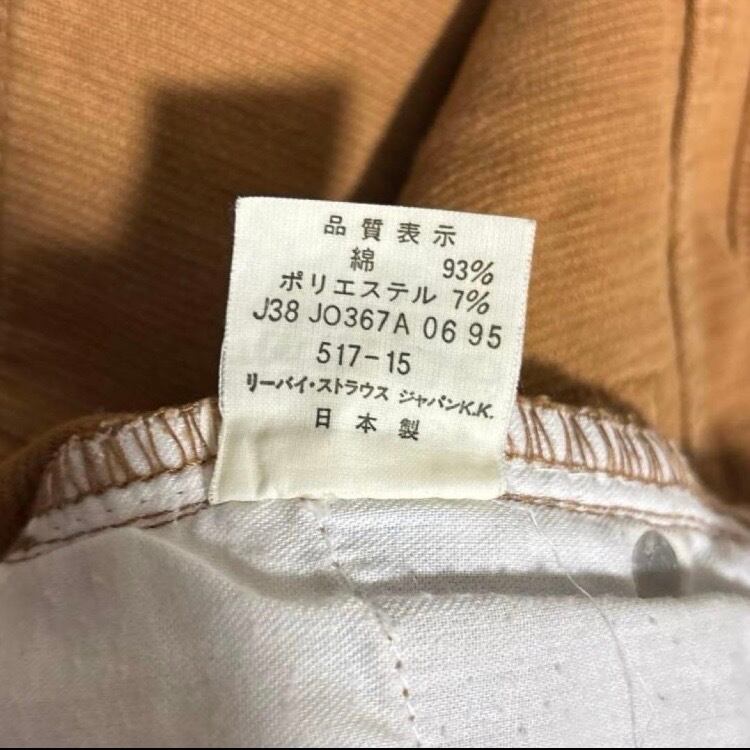 品質表示
綿 93%
ポリエステル 7%
J38 JO367A 06 95
517-15
リーバイ・ストラウス ジャパンK.K.
日本製